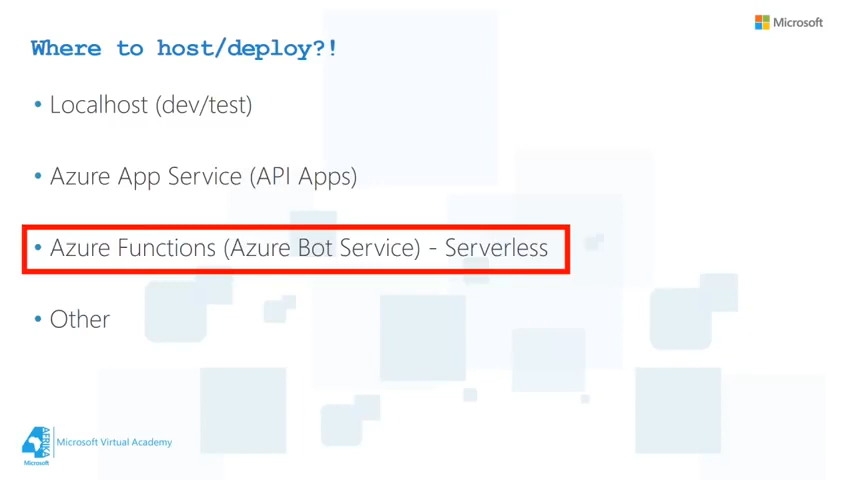 Microsoft
Where to host/deploy?!
• Localhost (dev/test)
• Azure App Service (API Apps)
• Azure Functions (Azure Bot Service) - Serverless
• Other
4AFRIKA
Microsoft
Microsoft Virtual Academy